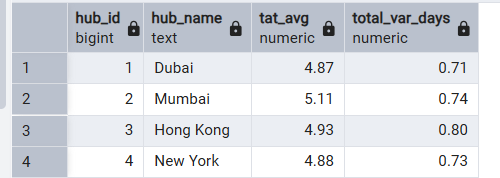 hub_id hub_name tat_avg total_var_days
bigint text numeric numeric
1 1 Dubai 4.87 0.71
2 2 Mumbai 5.11 0.74
3 3 Hong Kong 4.93 0.80
4 4 New York 4.88 0.73